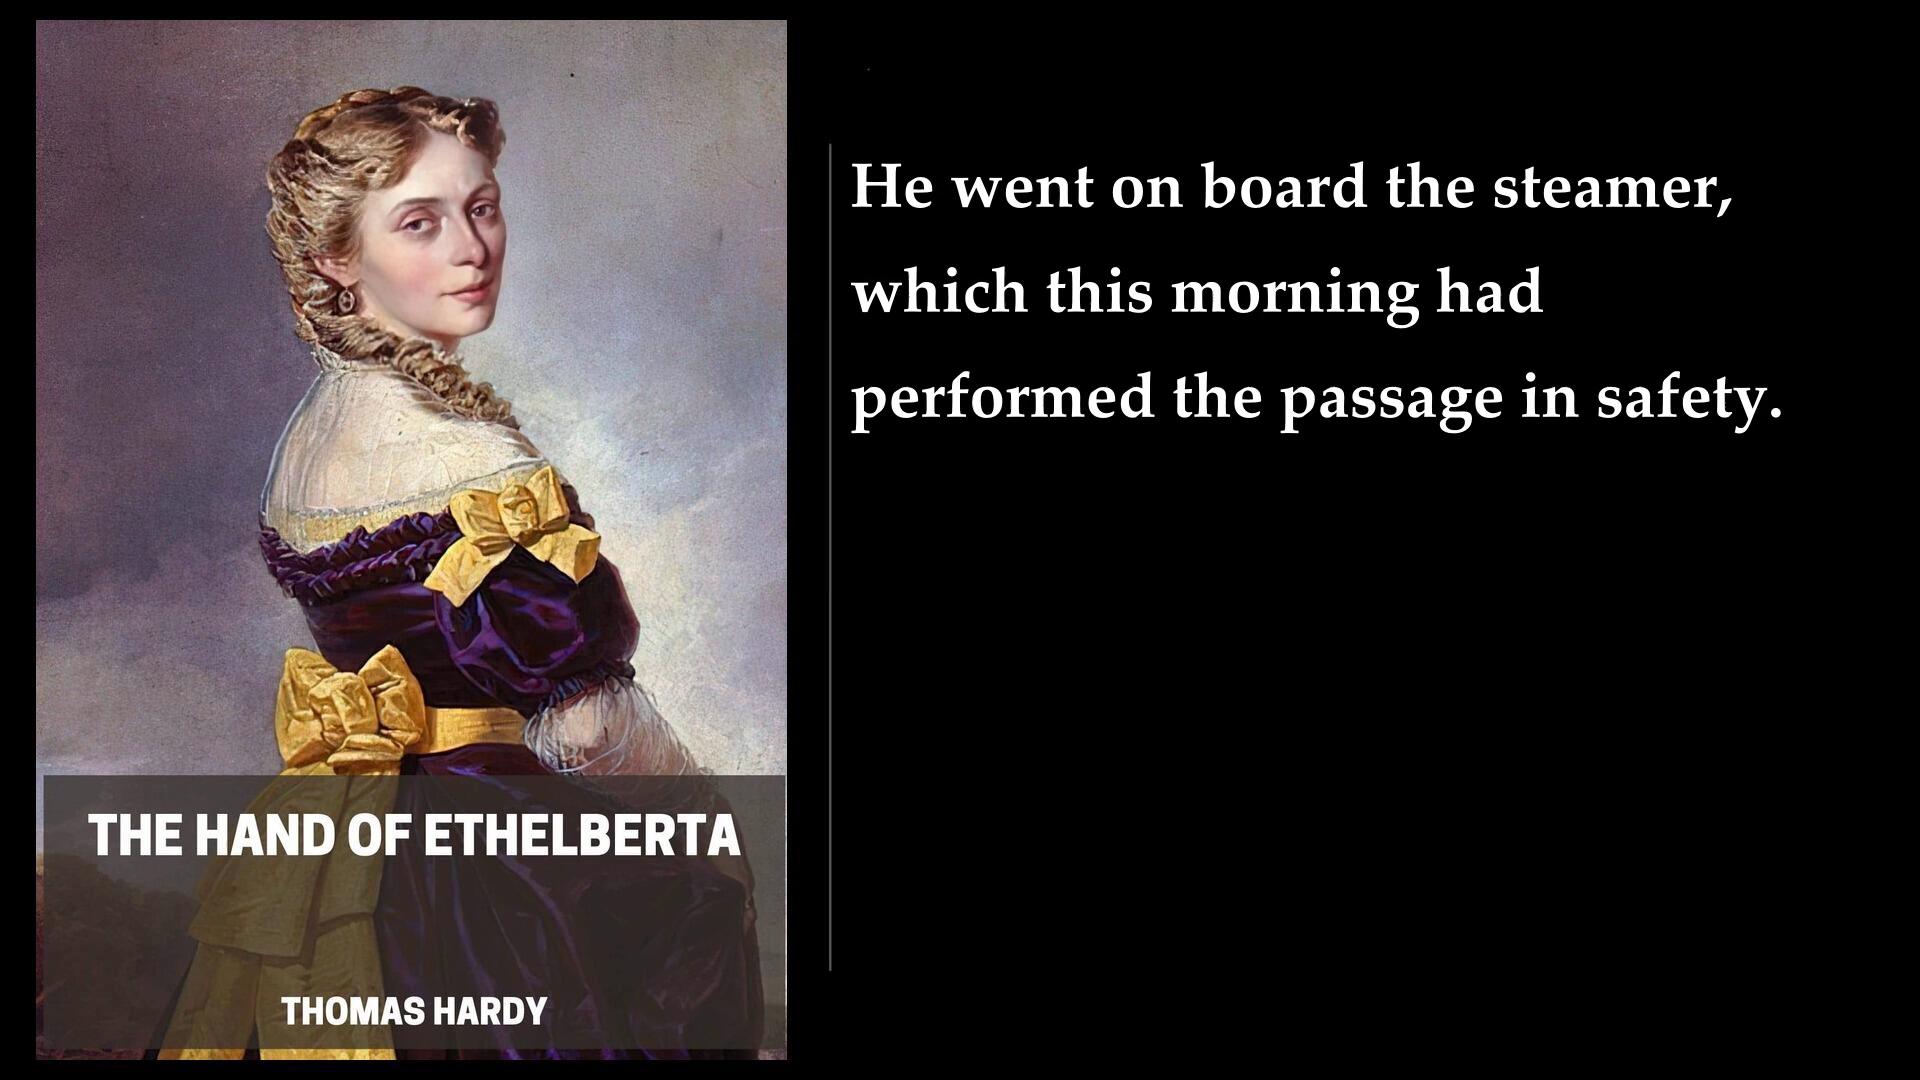 THE HAND OF ETHELBERTA
THOMAS HARDY
He went on board the steamer,
which this morning had
performed the passage in safety.